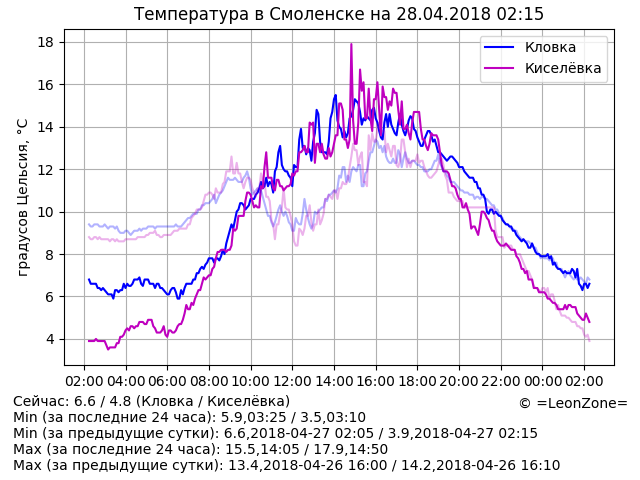 Температура в Смоленске на 28.04.2018 02:15
18
16
14
12
10
8
6
4
градусов Цельсия, °C
Кловка
Киселёвка
02:00 04:00 06:00 08:00 10:00 12:00 14:00 16:00 18:00 20:00 22:00 00:00 02:00
Сейчас: 6.6 / 4.8 (Кловка / Киселёвка)
© =LeonZone=
Min (за последние 24 часа): 5.9,03:25 / 3.5,03:10
Min (за предыдущие сутки): 6.6,2018-04-27 02:05 / 3.9,2018-04-27 02:15
Max (за последние 24 часа): 15.5,14:05 / 17.9,14:50
Max (за предыдущие сутки): 13.4,2018-04-26 16:00 / 14.2,2018-04-26 16:10